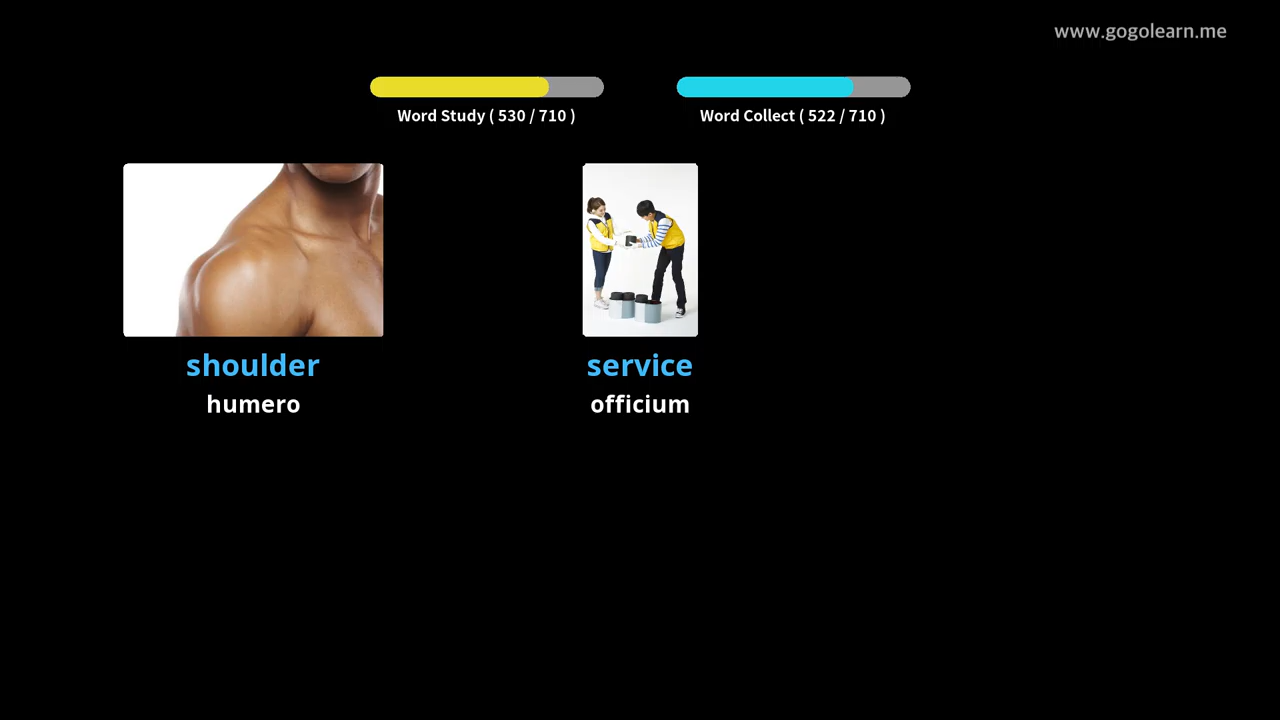 www.gogolearn.me
Word Study ( 530 / 710 )
Word Collect ( 522 / 710 )
shoulder
humero
service
officium